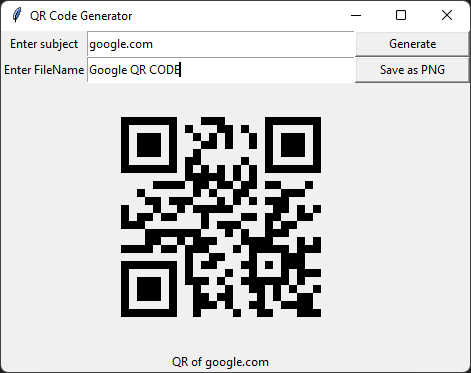 QR Code Generator
Enter subject google.com Generate
Enter FileName Google QR CODE Save as PNG
QR of google.com